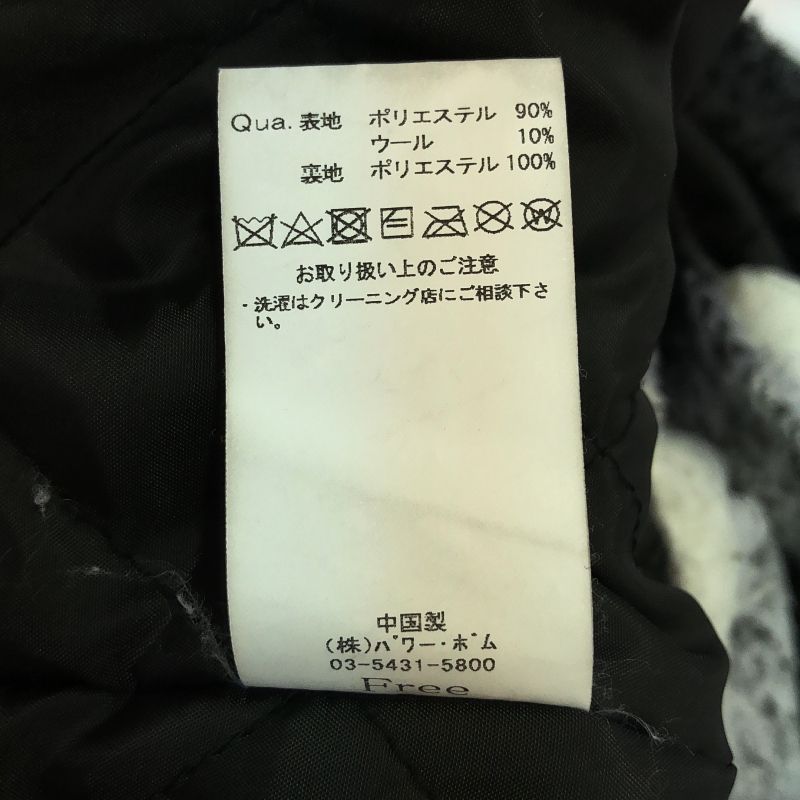 Qua. 表地 ポリエステル 90%
ウール 10%
裏地 ポリエステル 100%
お取り扱い上のご注意
・洗濯はクリーニング店にご相談下さ
い。
中国製
(株)パワー・ボム
03-5431-5800
Free